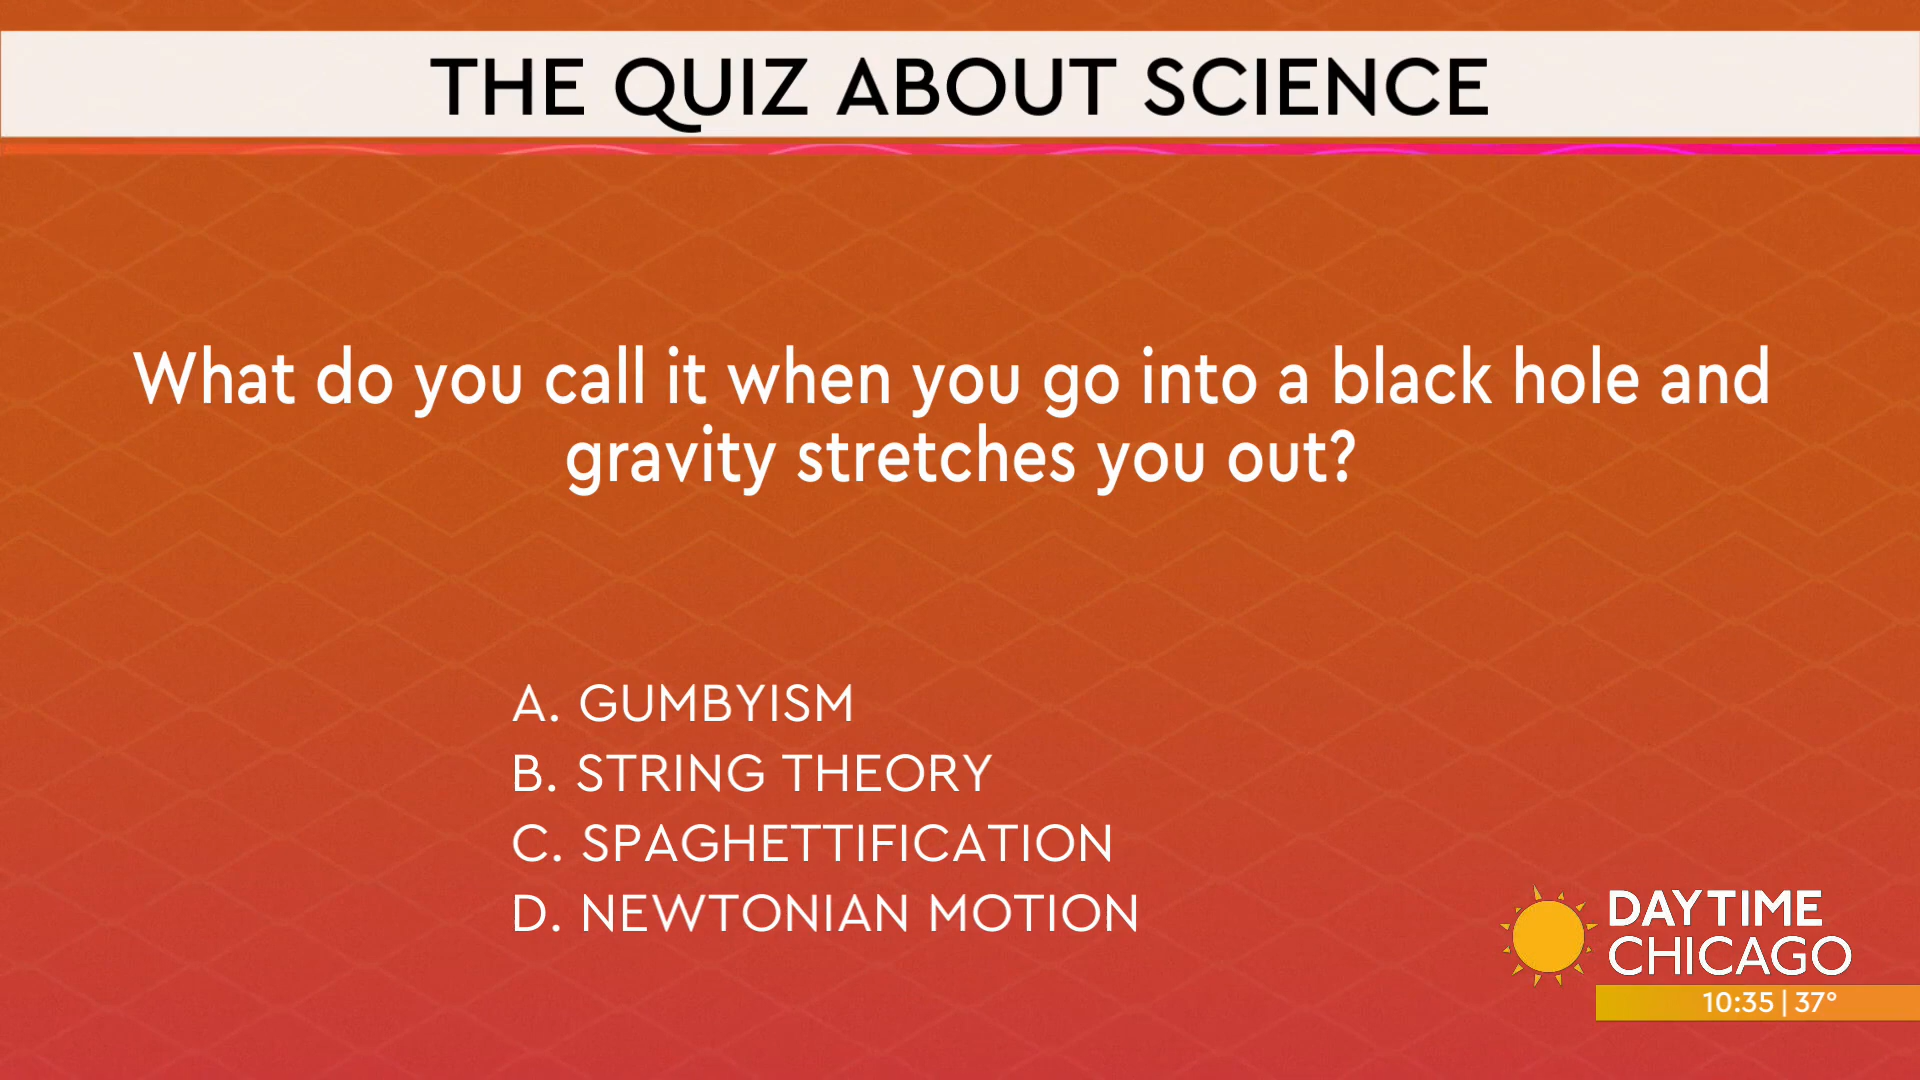 THE QUIZ ABOUT SCIENCE
What do you call it when you go into a black hole and
gravity stretches you out?
A. GUMBYISM
B. STRING THEORY
C. SPAGHETTIFICATION
D. NEWTONIAN MOTION
DAYTIME
CHICAGO
10:35 | 37°